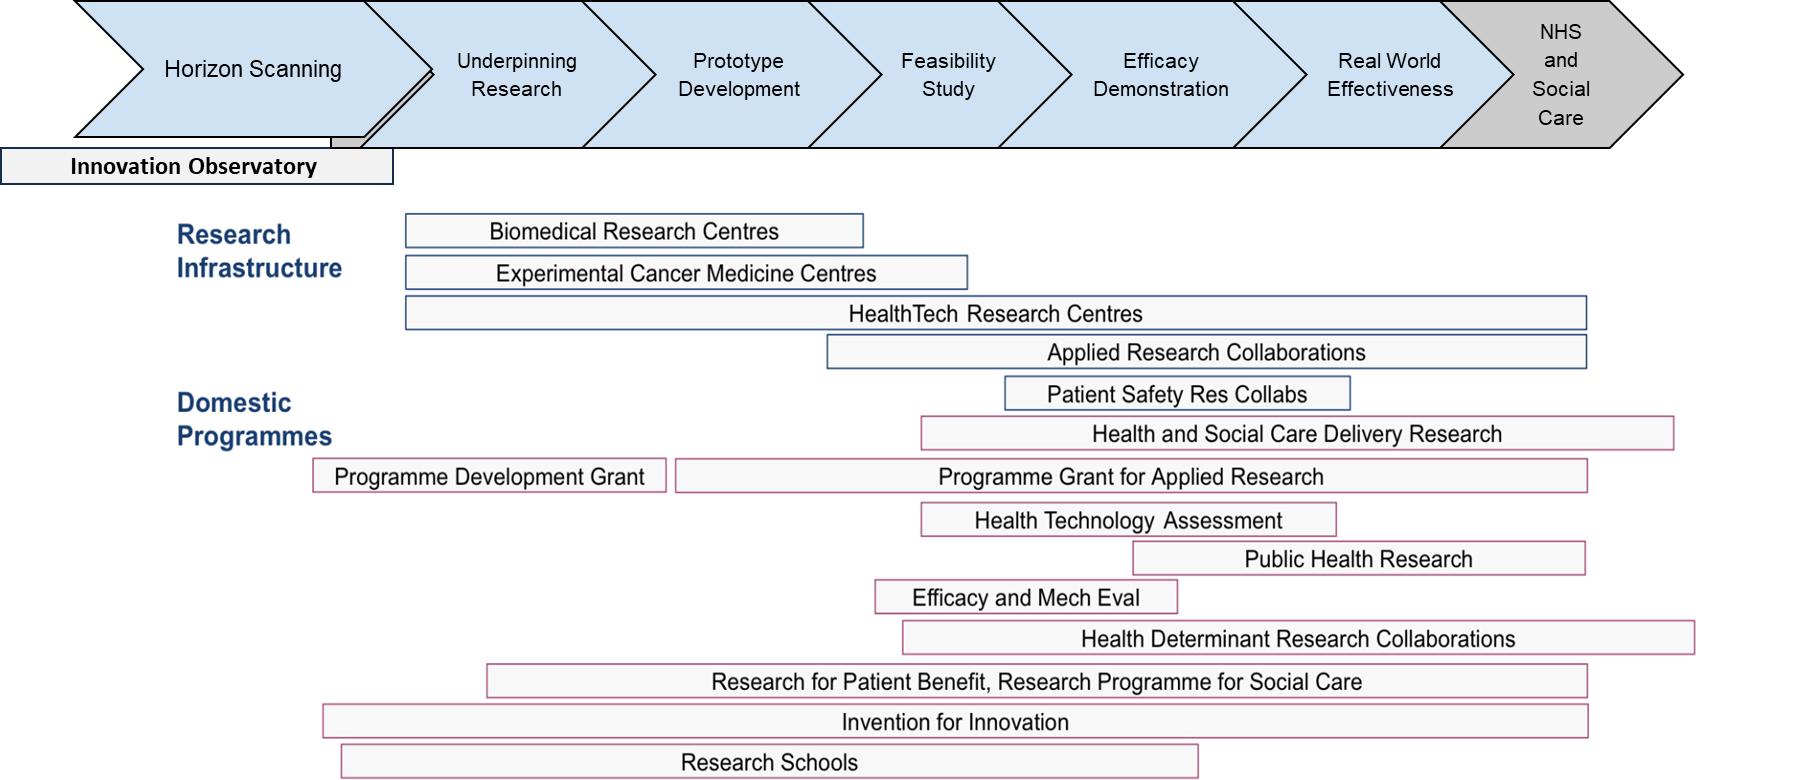 Horizon Scanning
Underpinning
Research
Prototype
Development
Feasibility
Study
Efficacy
Demonstration
Real World
Effectiveness
NHS
and
Social
Care
Innovation Observatory
Research
Infrastructure
Biomedical Research Centres
Experimental Cancer Medicine Centres
HealthTech Research Centres
Applied Research Collaborations
Patient Safety Res Collabs
Domestic
Programmes
Health and Social Care Delivery Research
Programme Development Grant
Programme Grant for Applied Research
Health Technology Assessment
Public Health Research
Efficacy and Mech Eval
Health Determinant Research Collaborations
Research for Patient Benefit, Research Programme for Social Care
Invention for Innovation
Research Schools